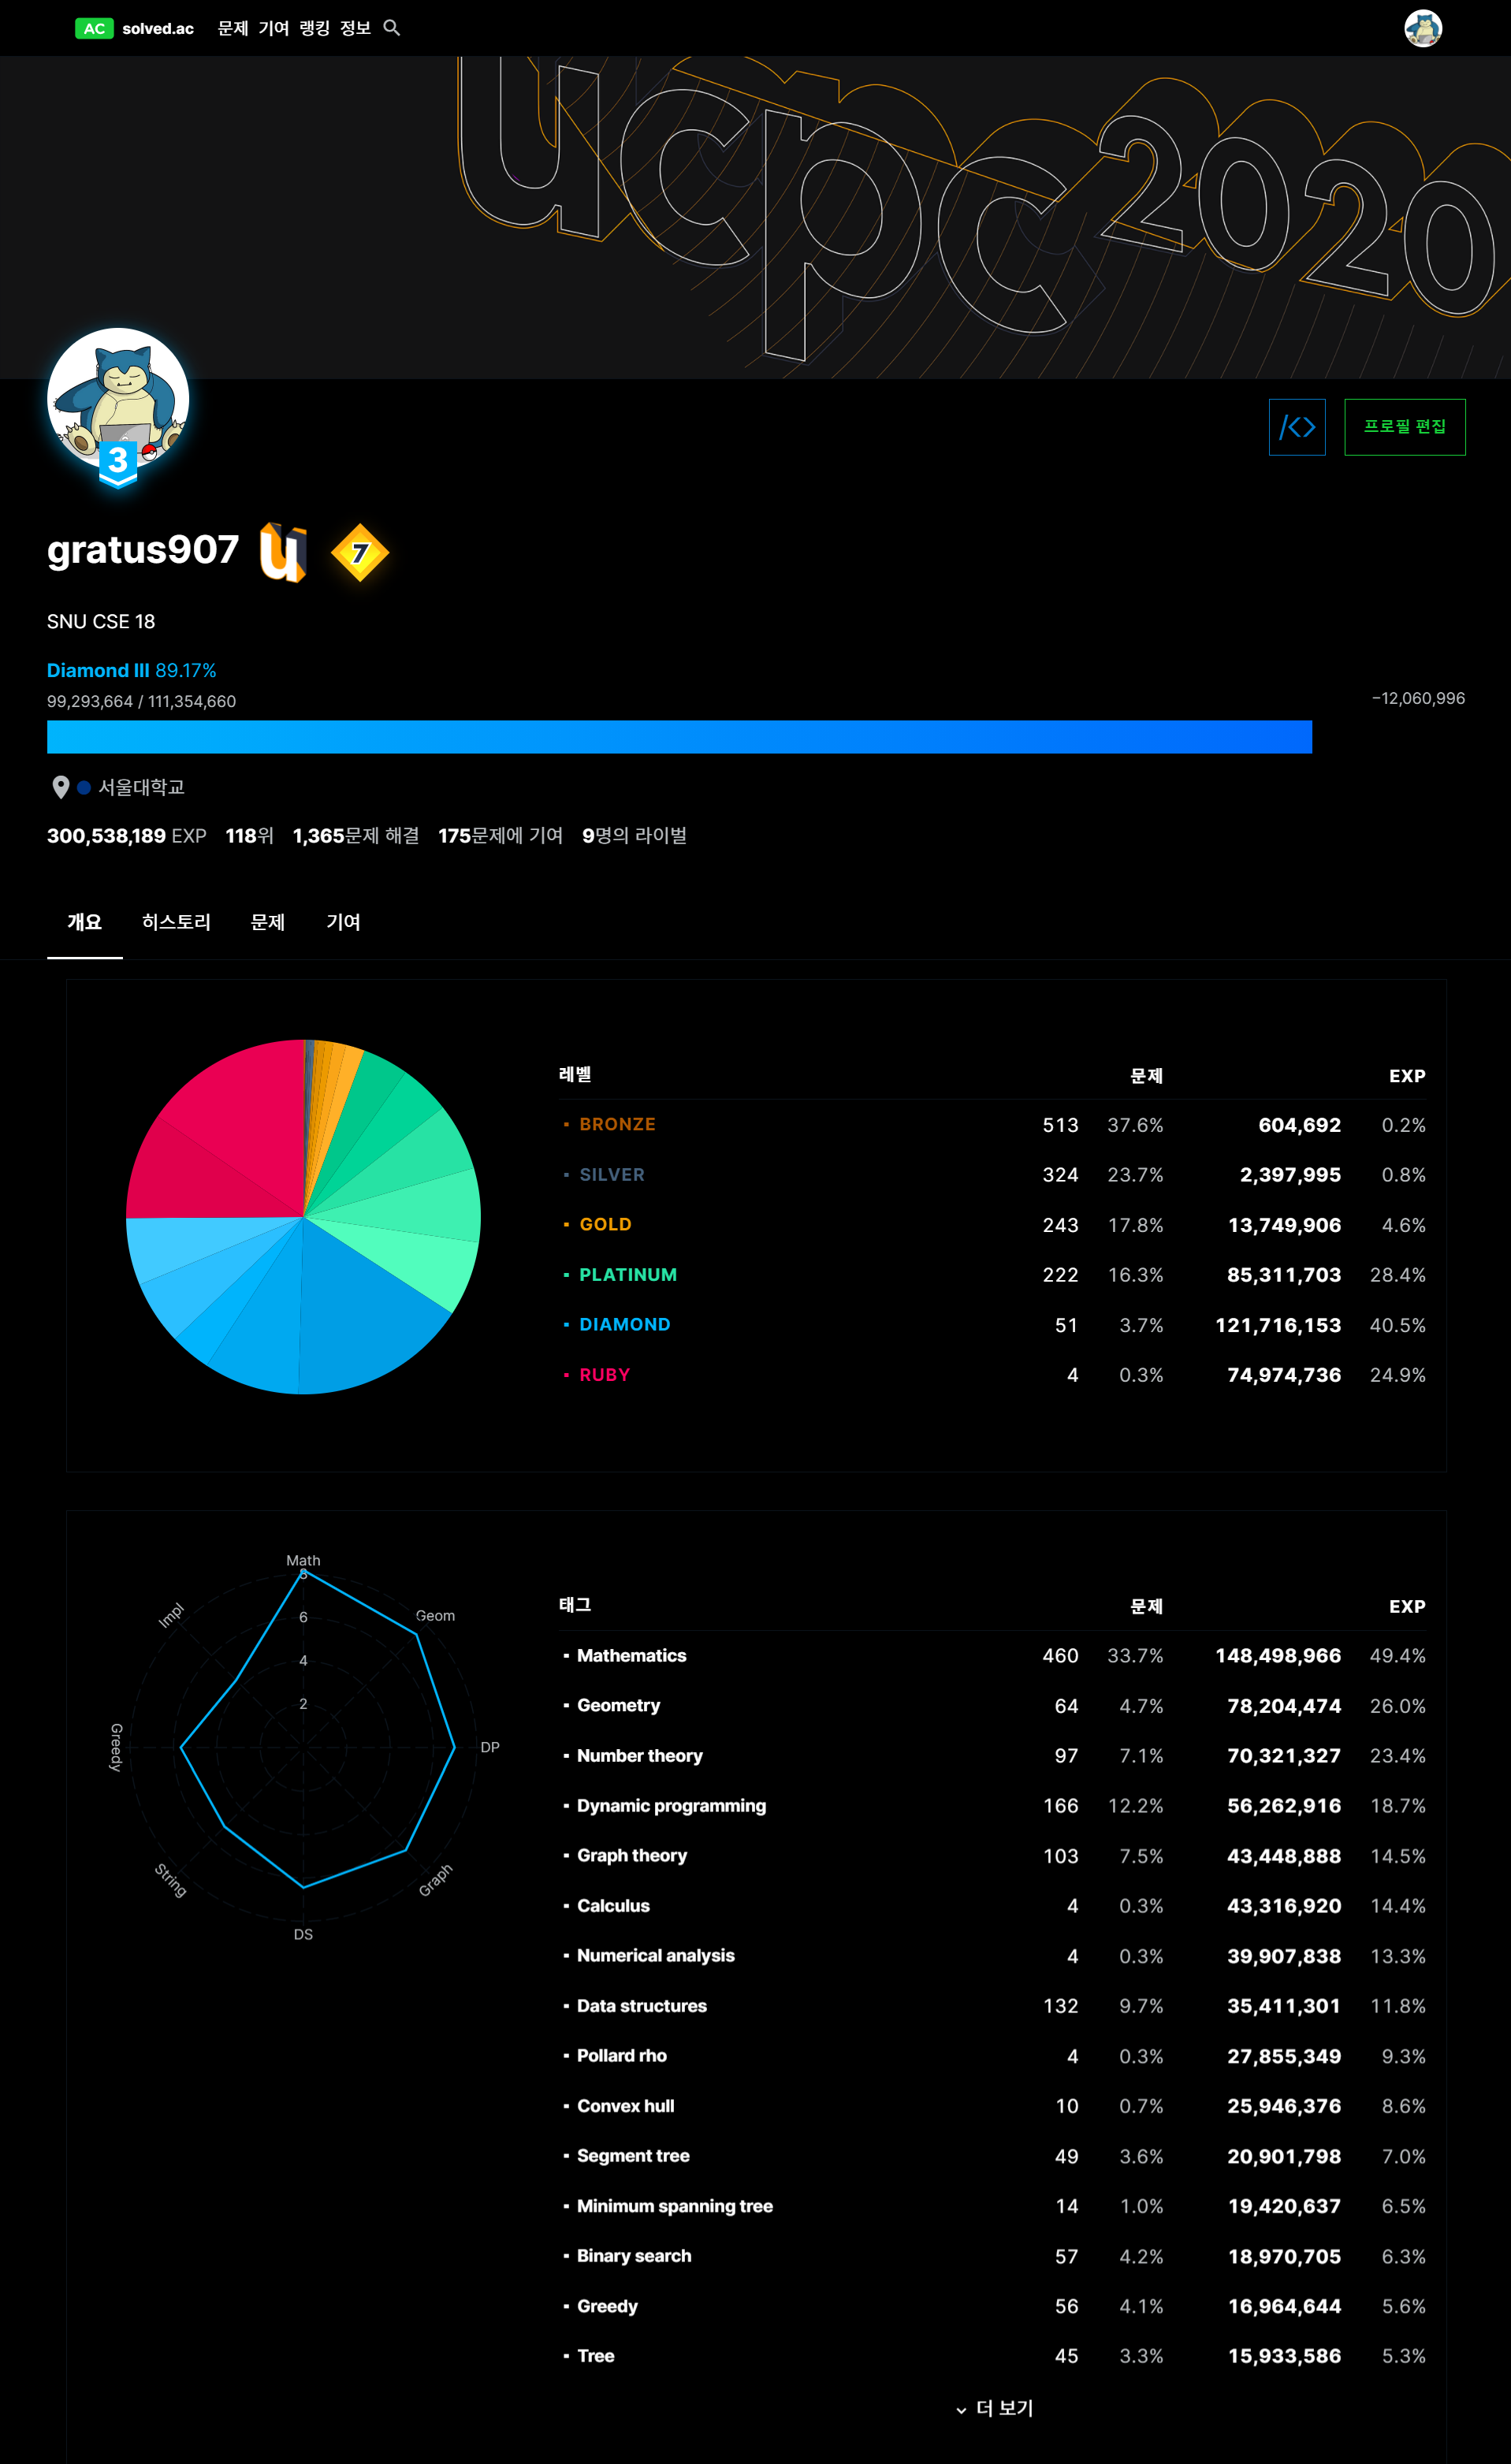 AC solved.ac 문제 기여 랭킹 정보
ucpc 2020
3
/<>
프로필 편집
gratus907 u 7
SNU CSE 18
Diamond III 89.17%
99,293,664 / 111,354,660
−12,060,996
서울대학교
300,538,189 EXP 118위 1,365문제 해결 175문제에 기여 9명의 라이벌
개요 히스토리 문제 기여
레벨 문제 EXP
BRONZE 513 37.6% 604,692 0.2%
SILVER 324 23.7% 2,397,995 0.8%
GOLD 243 17.8% 13,749,906 4.6%
PLATINUM 222 16.3% 85,311,703 28.4%
DIAMOND 51 3.7% 121,716,153 40.5%
RUBY 4 0.3% 74,974,736 24.9%
Math
8
Impl
Geom
6
4
2
Greedy
DP
String
Graph
DS
태그 문제 EXP
Mathematics 460 33.7% 148,498,966 49.4%
Geometry 64 4.7% 78,204,474 26.0%
Number theory 97 7.1% 70,321,327 23.4%
Dynamic programming 166 12.2% 56,262,916 18.7%
Graph theory 103 7.5% 43,448,888 14.5%
Calculus 4 0.3% 43,316,920 14.4%
Numerical analysis 4 0.3% 39,907,838 13.3%
Data structures 132 9.7% 35,411,301 11.8%
Pollard rho 4 0.3% 27,855,349 9.3%
Convex hull 10 0.7% 25,946,376 8.6%
Segment tree 49 3.6% 20,901,798 7.0%
Minimum spanning tree 14 1.0% 19,420,637 6.5%
Binary search 57 4.2% 18,970,705 6.3%
Greedy 56 4.1% 16,964,644 5.6%
Tree 45 3.3% 15,933,586 5.3%
더 보기